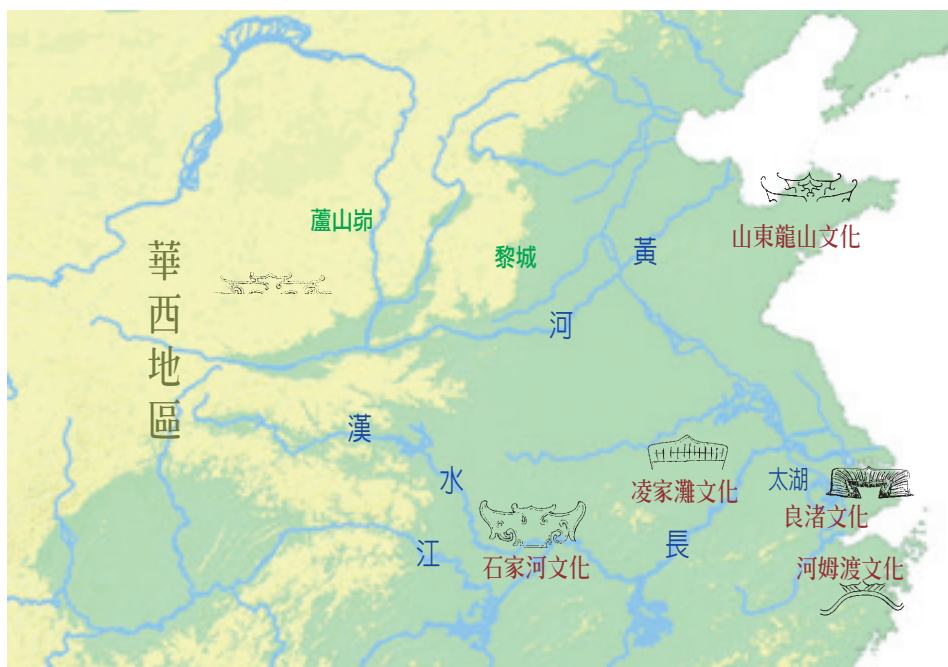 山東龍山文化
蘆山峁
黎城
黃
河
華西地區
漢
水
江
長
太湖
凌家灘文化
良渚文化
石家河文化
河姆渡文化